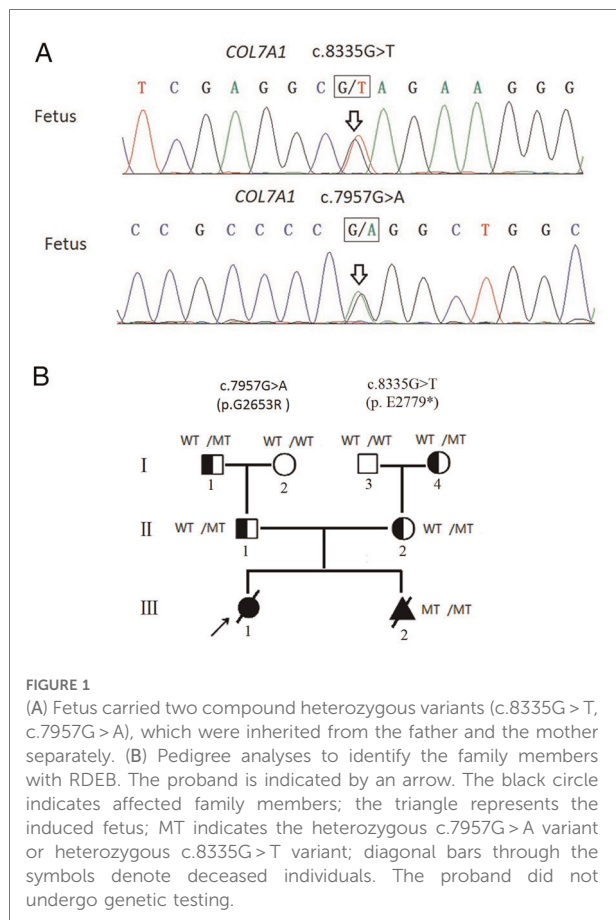 A
COL7A1 c.8335G>T
T C G A G G C G/T A G A A G G G
Fetus
COL7A1 c.7957G>A
Fetus
C C G C C C C G/A G G C T G G C
B
c.7957G>A c.8335G>T
(p.G2653R ) (p. E2779*)
WT /MT WT/WT WT /WT WT /MT
I
1 2 3 4
II WT /MT WT /MT
1 2
III MT /MT
1 2
FIGURE 1
(A) Fetus carried two compound heterozygous variants (c.8335G > T,
c.7957G > A), which were inherited from the father and the mother
separately. (B) Pedigree analyses to identify the family members
with RDEB. The proband is indicated by an arrow. The black circle
indicates affected family members; the triangle represents the
induced fetus; MT indicates the heterozygous c.7957G > A variant
or heterozygous c.8335G > T variant; diagonal bars through the
symbols denote deceased individuals. The proband did not
undergo genetic testing.